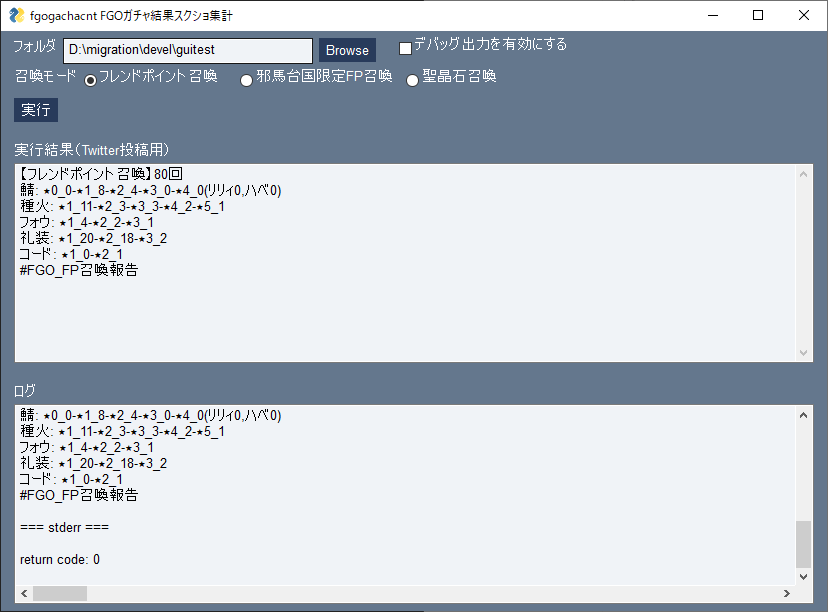 fgogachacnt FGOガチャ結果スクショ集計
フォルダ D:\migration\devel\guitest Browse デバッグ出力を有効にする
召喚モード フレンドポイント召喚 邪馬台国限定FP召喚 聖晶石召喚
実行
実行結果(Twitter投稿用)
【フレンドポイント召喚】80回
鯖: ★0_0-★1_8-★2_4-★3_0-★4_0(リリィ0,ハベ0)
種火: ★1_11-★2_3-★3_3-★4_2-★5_1
フォウ: ★1_4-★2_2-★3_1
礼装: ★1_20-★2_18-★3_2
コード: ★1_0-★2_1
#FGO_FP召喚報告
ログ
鯖: ★0_0-★1_8-★2_4-★3_0-★4_0(リリィ0,ハベ0)
種火: ★1_11-★2_3-★3_3-★4_2-★5_1
フォウ: ★1_4-★2_2-★3_1
礼装: ★1_20-★2_18-★3_2
コード: ★1_0-★2_1
#FGO_FP召喚報告
=== stderr ===
return code: 0